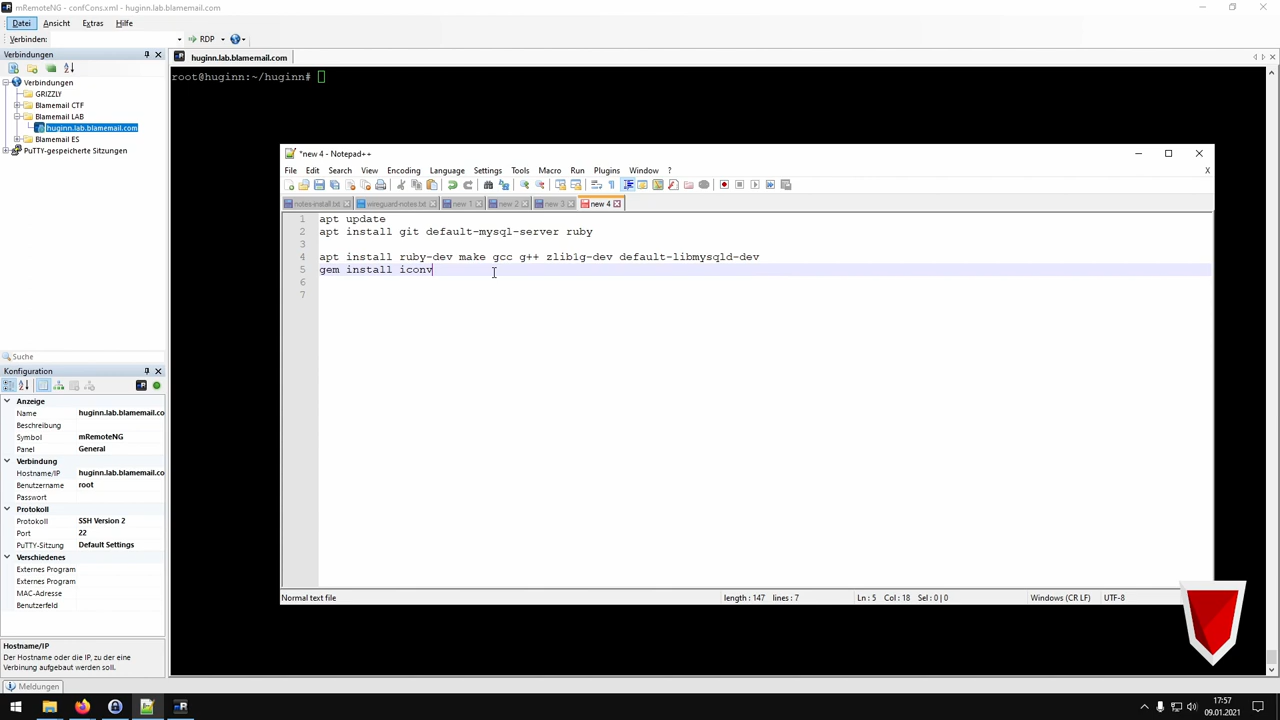 mRemoteNG - confCons.xml - huginn.lab.blamemail.com
Datei Ansicht Extras Hilfe
Verbinden: RDP
Verbindungen
huginn.lab.blamemail.com
Verbindungen
GRIZZLY
Blamemail CTF
Blamemail LAB
huginn.lab.blamemail.com
Blamemail ES
PuTTY-gespeicherte Sitzungen
root@huginn:~/huginn#
*new 4 - Notepad++
File Edit Search View Encoding Language Settings Tools Macro Run Plugins Window ? X
notes-install.txt wireguard-notes.txt new 1 new 2 new 3 new 4
1 apt update
2 apt install git default-mysql-server ruby
3
4 apt install ruby-dev make gcc g++ zlib1g-dev default-libmysqld-dev
5 gem install iconv
6
7
Normal text file length : 147 lines : 7 Ln : 5 Col : 18 Sel : 0 | 0 Windows (CR LF) UTF-8
Suche
Konfiguration
Anzeige
Name huginn.lab.blamemail.co
Beschreibung
Symbol mRemoteNG
Panel General
Verbindung
Hostname/IP huginn.lab.blamemail.co
Benutzername root
Passwort
Protokoll
Protokoll SSH Version 2
Port 22
PuTTY-Sitzung Default Settings
Verschiedenes
Externes Program
Externes Program
MAC-Adresse
Benutzerfeld
Hostname/IP
Der Hostname oder die IP, zu der eine
Verbinung aufgebaut werden soll.
Meldungen
17:57
09.01.2021